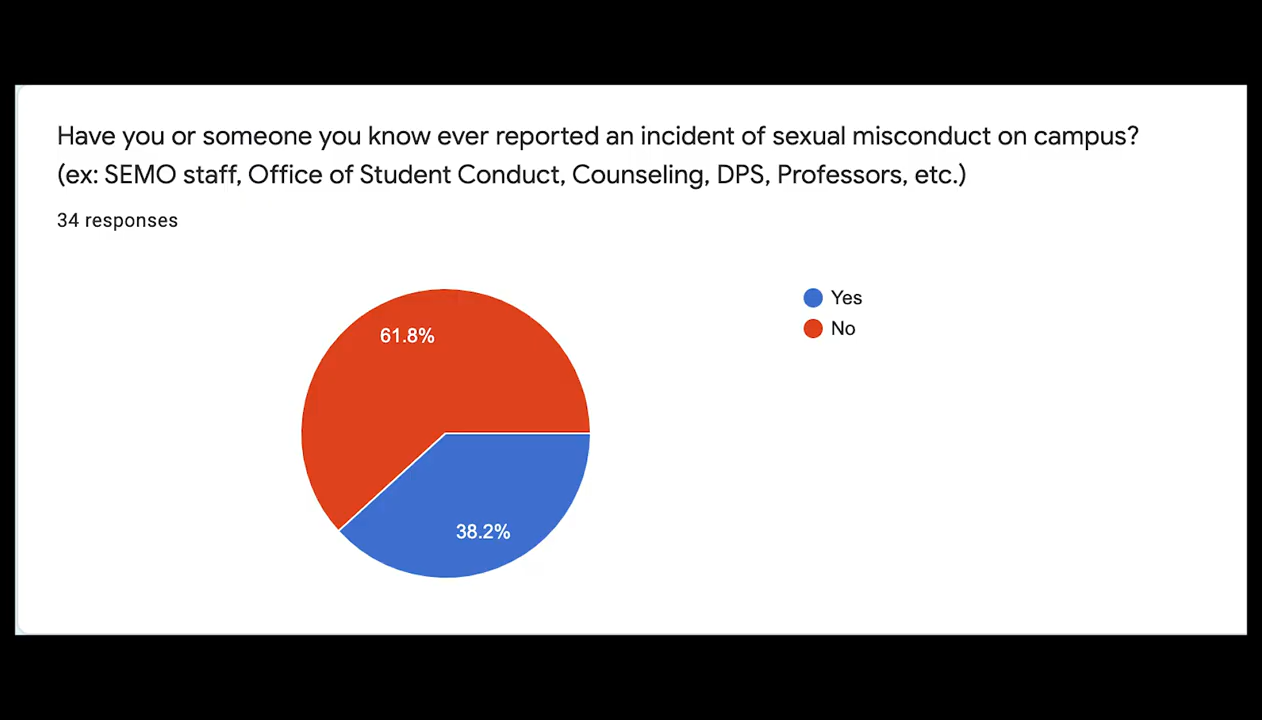 Have you or someone you know ever reported an incident of sexual misconduct on campus?
(ex: SEMO staff, Office of Student Conduct, Counseling, DPS, Professors, etc.)
34 responses
Yes
No
61.8%
38.2%